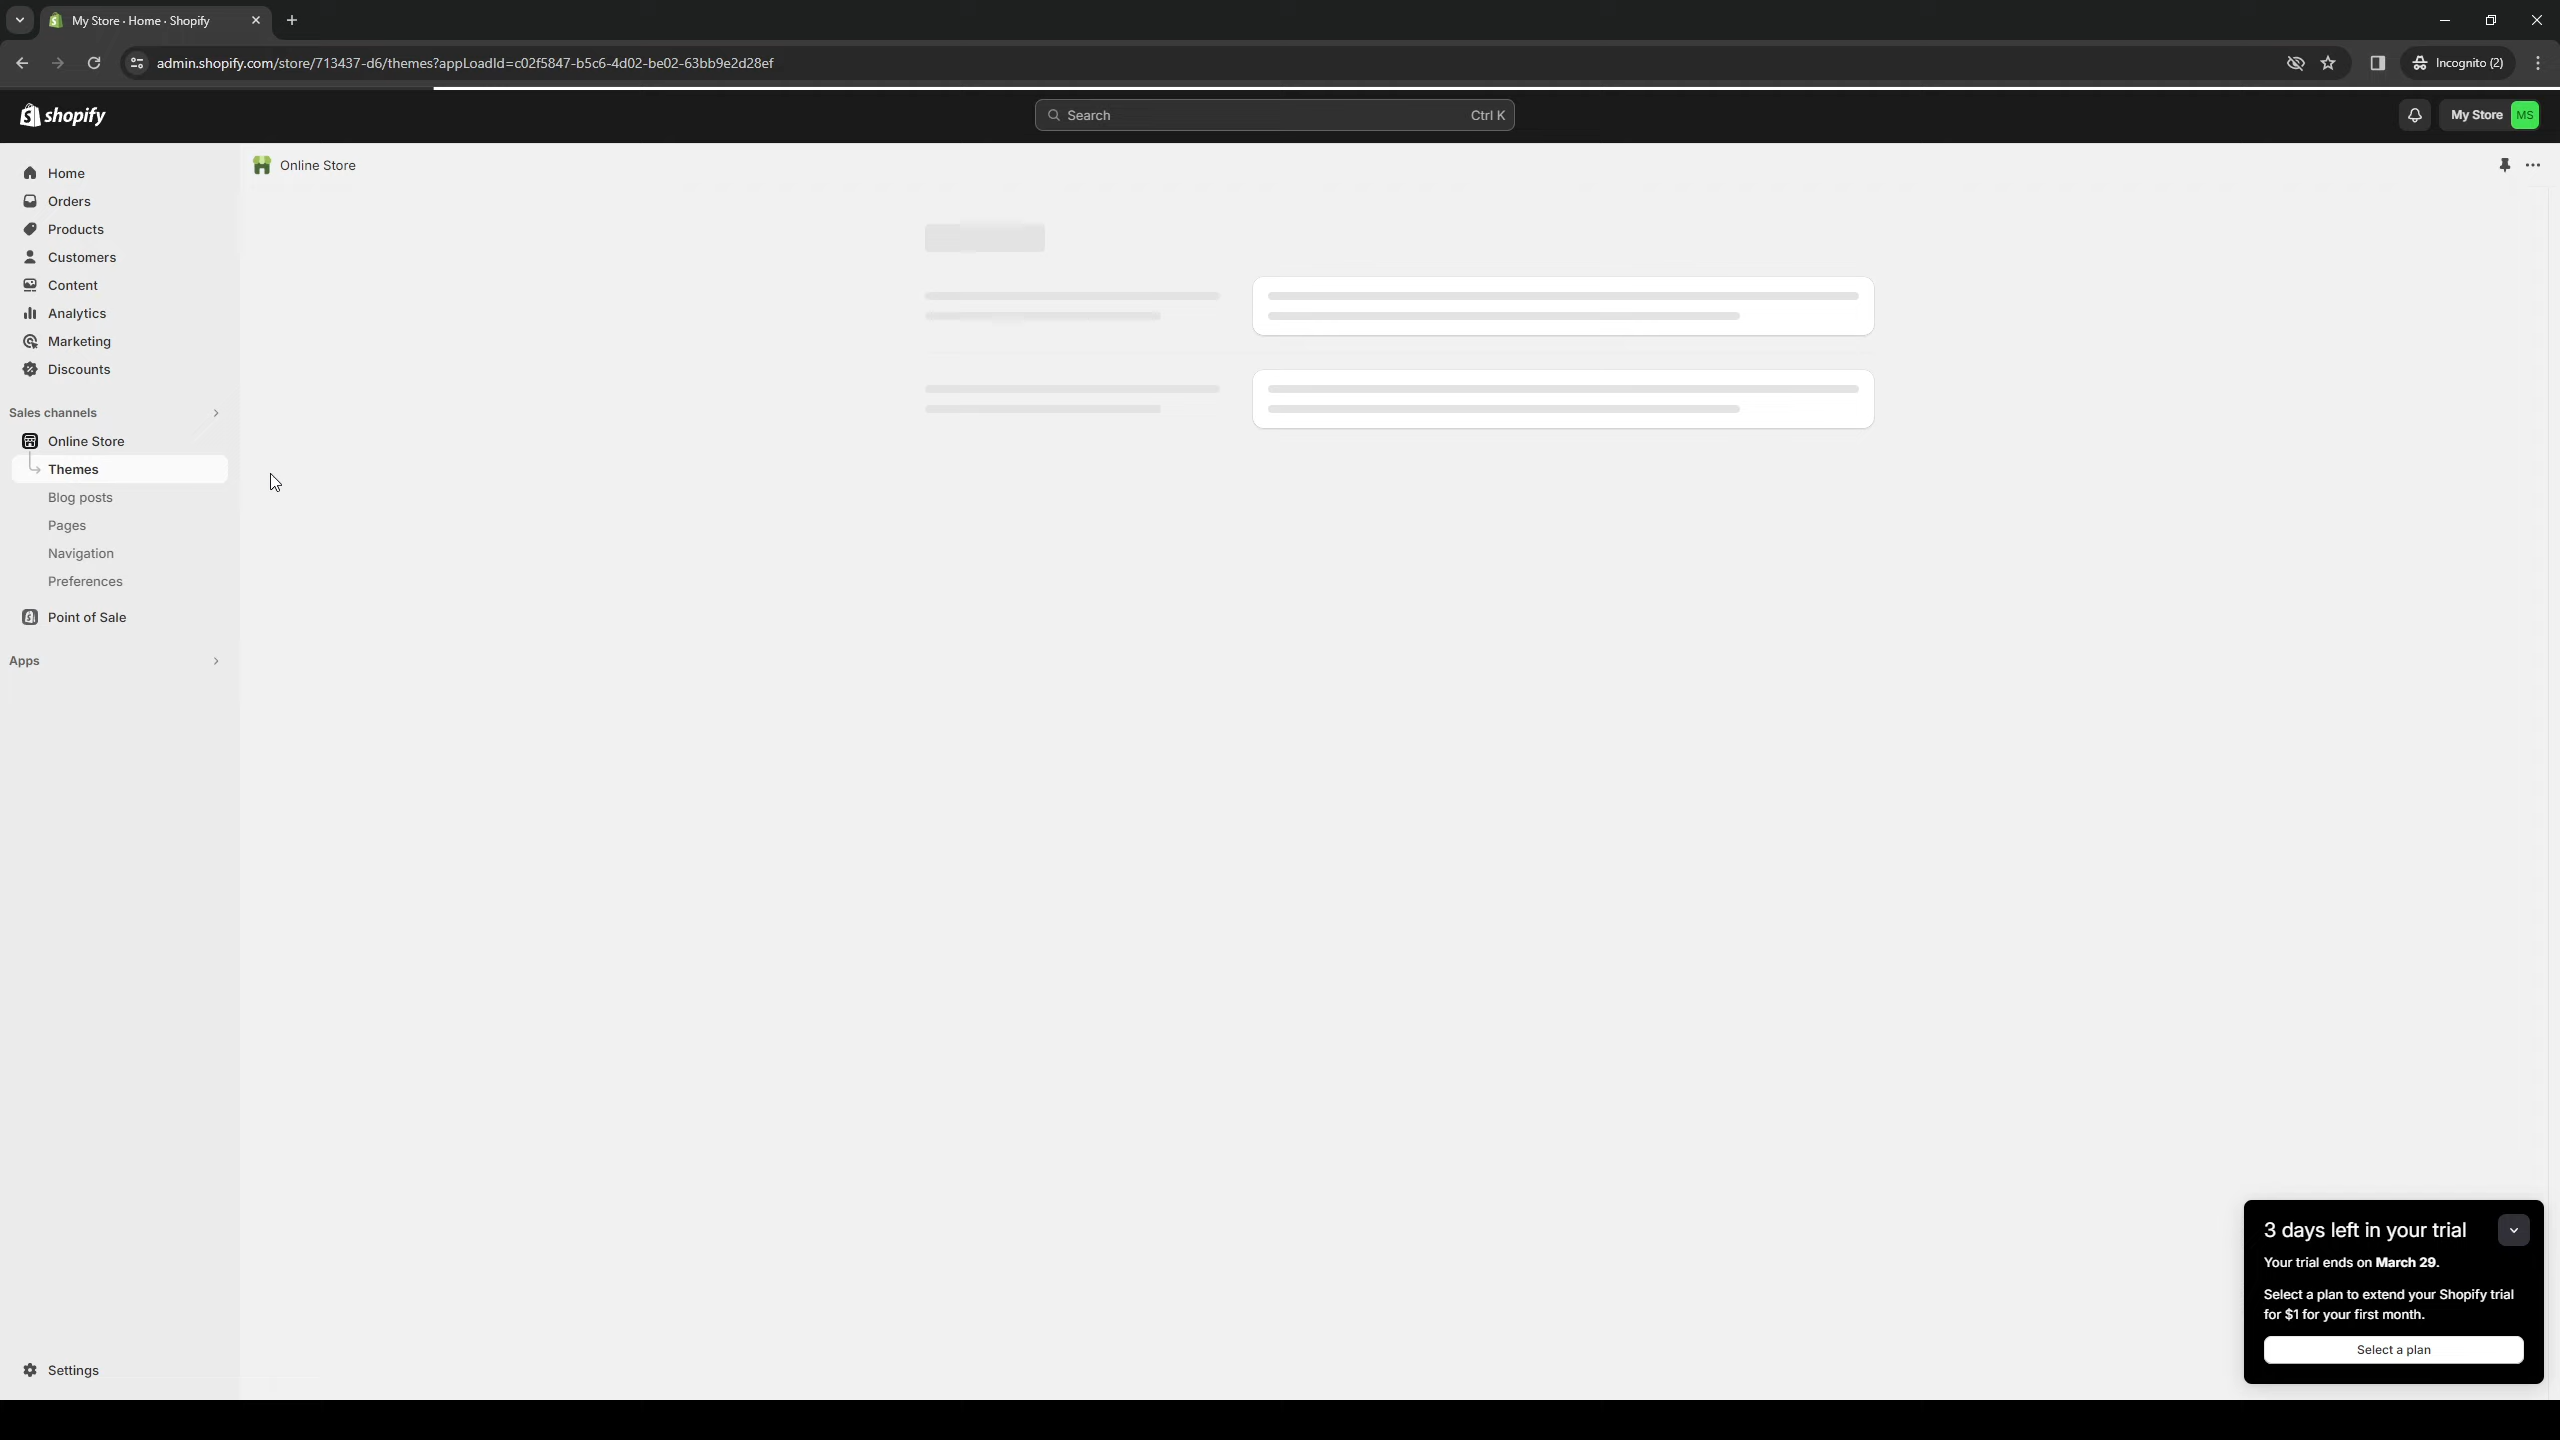 My Store · Home · Shopify
admin.shopify.com/store/713437-d6/themes?appLoadId=c02f5847-b5c6-4d02-be02-63bb9e2d28ef
Incognito (2)
shopify
Search
Ctrl K
My Store
MS
Home
Orders
Products
Customers
Content
Analytics
Marketing
Discounts
Sales channels
Online Store
Themes
Blog posts
Pages
Navigation
Preferences
Point of Sale
Apps
Settings
Online Store
3 days left in your trial
Your trial ends on March 29.
Select a plan to extend your Shopify trial
for $1 for your first month.
Select a plan